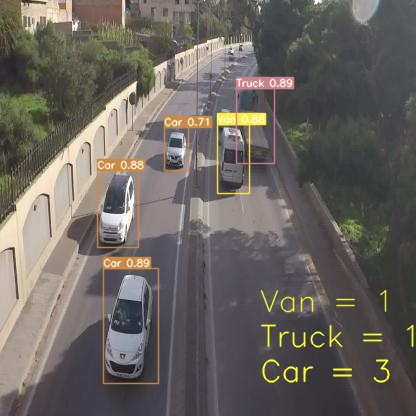 Truck 0.89
Van 0.88
Car 0.71
Car 0.88
Car 0.89
Van = 1
Truck = 1
Car = 3